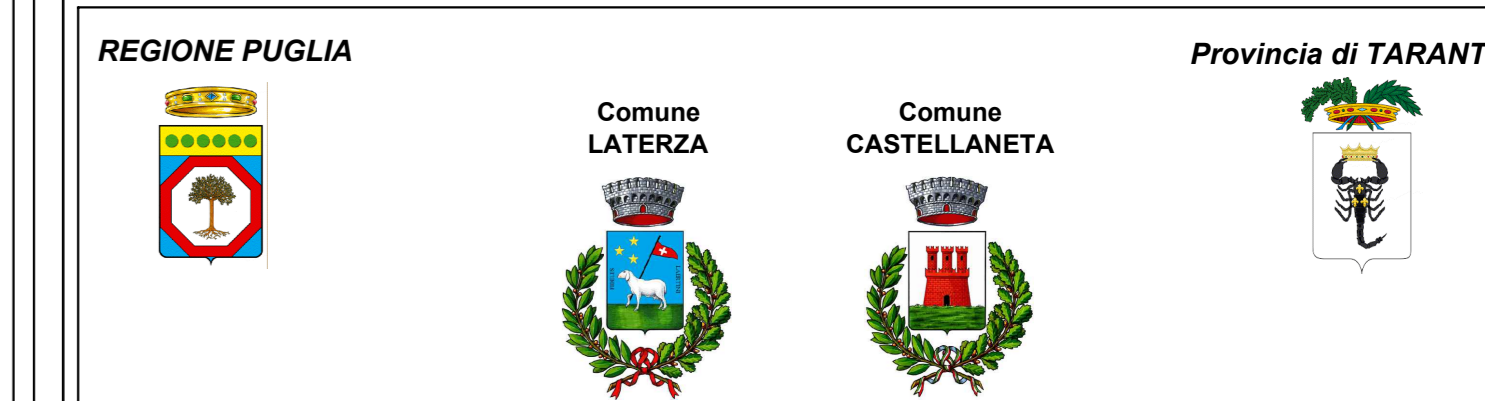 REGIONE PUGLIA
Provincia di TARANT
Comune
LATERZA
Comune
CASTELLANETA